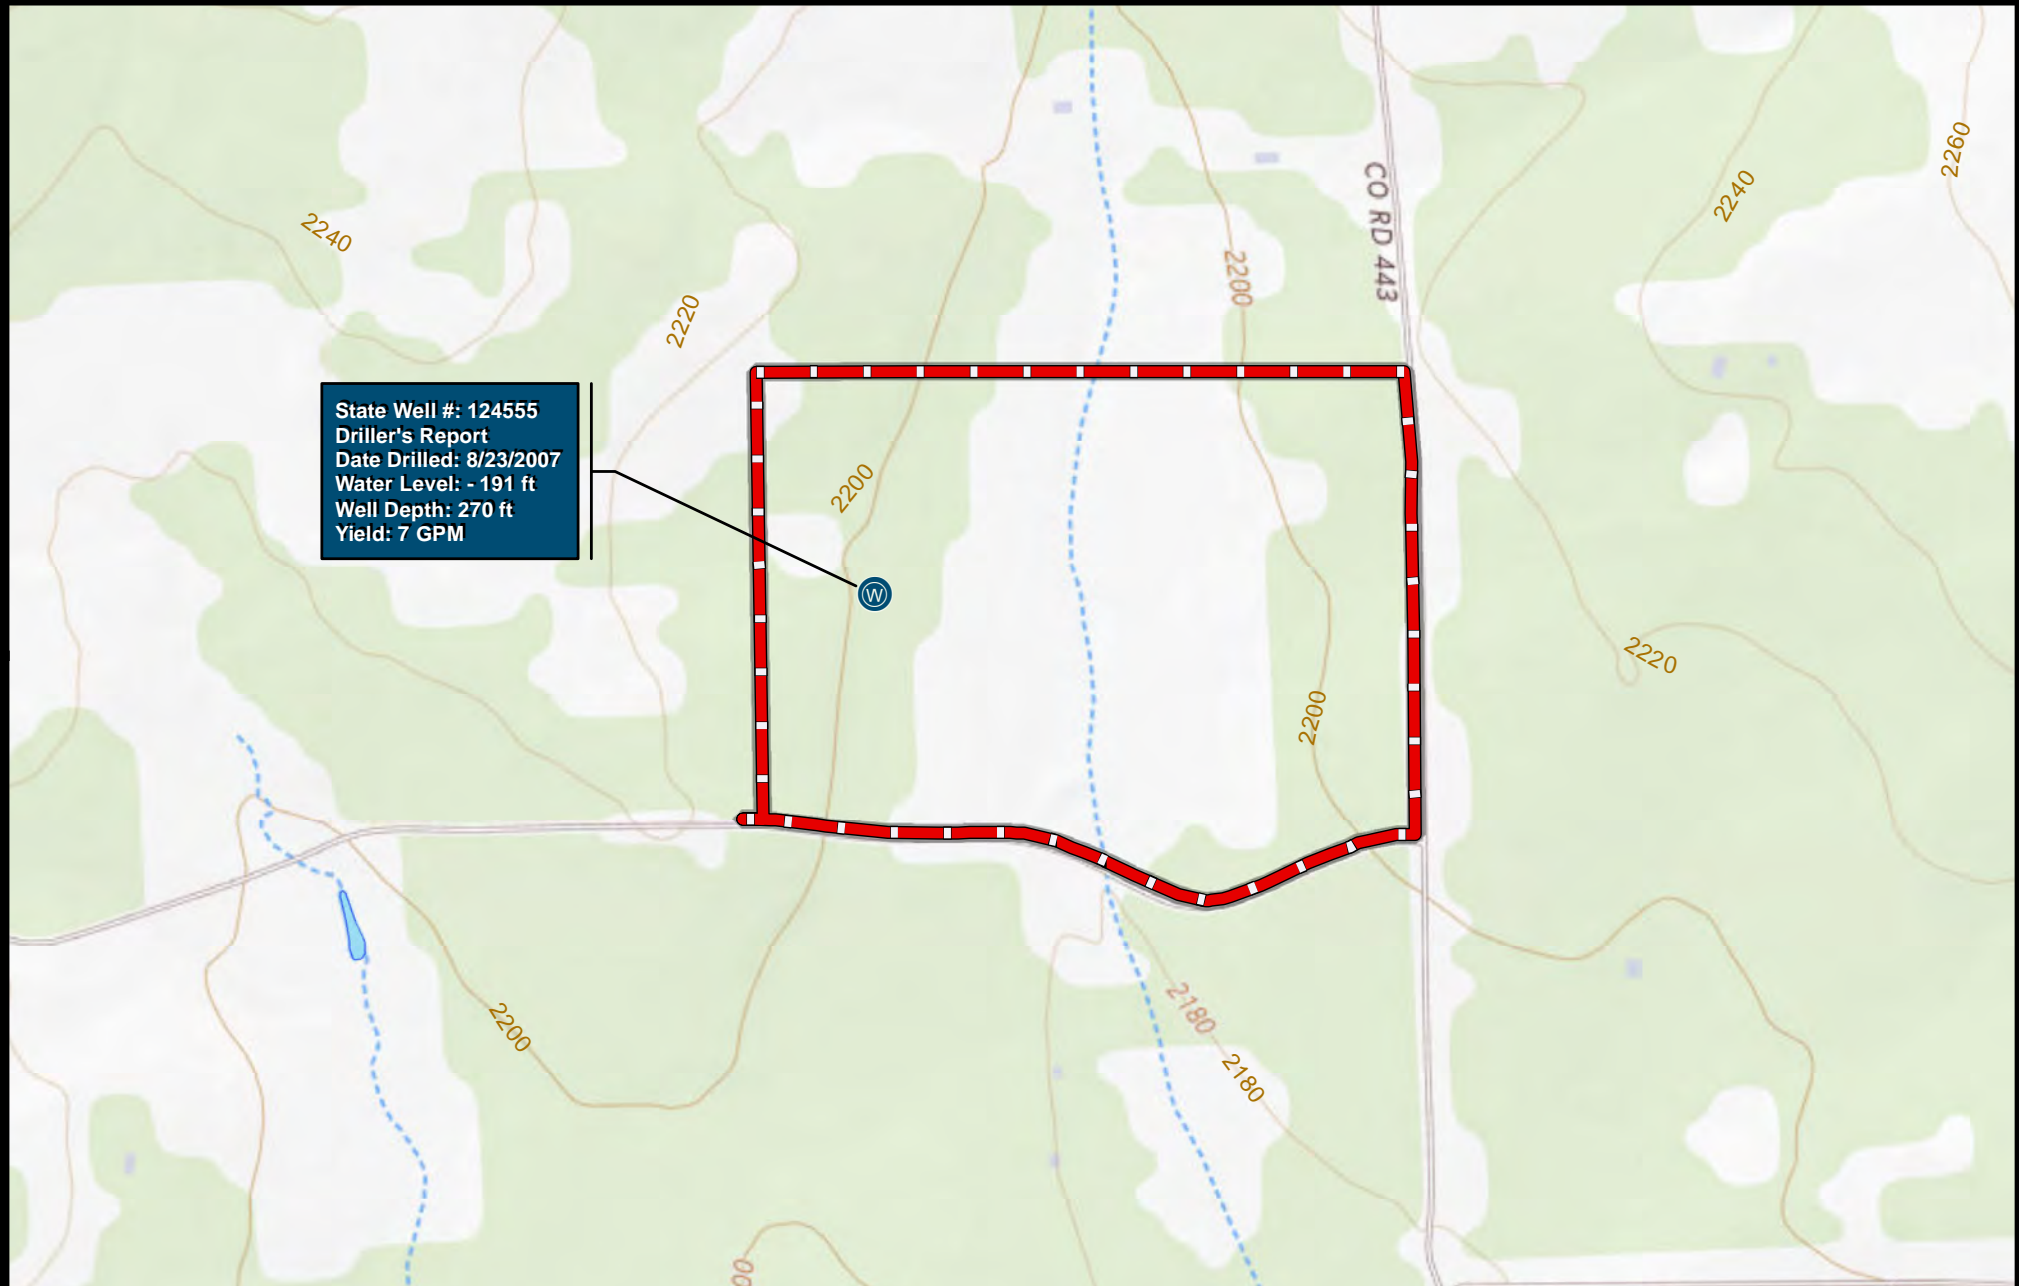 CO RD 443
2260
2240
2240
2200
2220
State Well #: 124555
Driller's Report
Date Drilled: 8/23/2007
Water Level: - 191 ft
Well Depth: 270 ft
Yield: 7 GPM
2200
W
2220
2200
2180
2200
2180